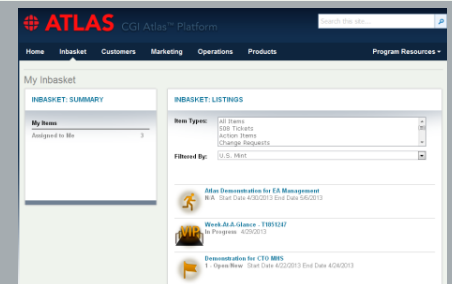 ATLAS CGI Atlas™ Platform
Search this site...
Home Inbasket Customers Marketing Operations Products Program Resources
My Inbasket
INBASKET: SUMMARY
My Items
Assigned to Me 3
INBASKET: LISTINGS
Item Types: All Items
508 Tickets
Action Items
Change Requests
Filtered By: U.S. Mint
Atlas Demonstration for EA Management
N/A Start Date 4/30/2013 End Date 5/6/2013
VIP
Week-At-A-Glance - T1051247
In Progress 4/29/2013
Demonstration for CTO MHS
1 - Open-New Start Date 4/22/2013 End Date 4/24/2013